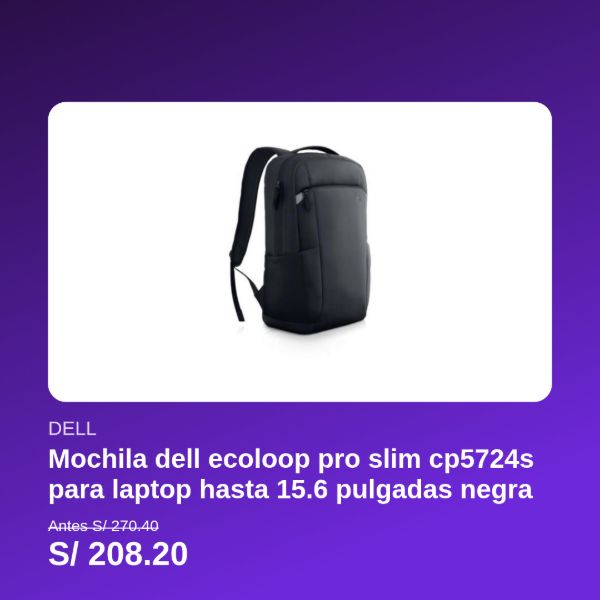 DELL
Mochila dell ecoloop pro slim cp5724s
para laptop hasta 15.6 pulgadas negra
Antes S/ 270.40
S/ 208.20